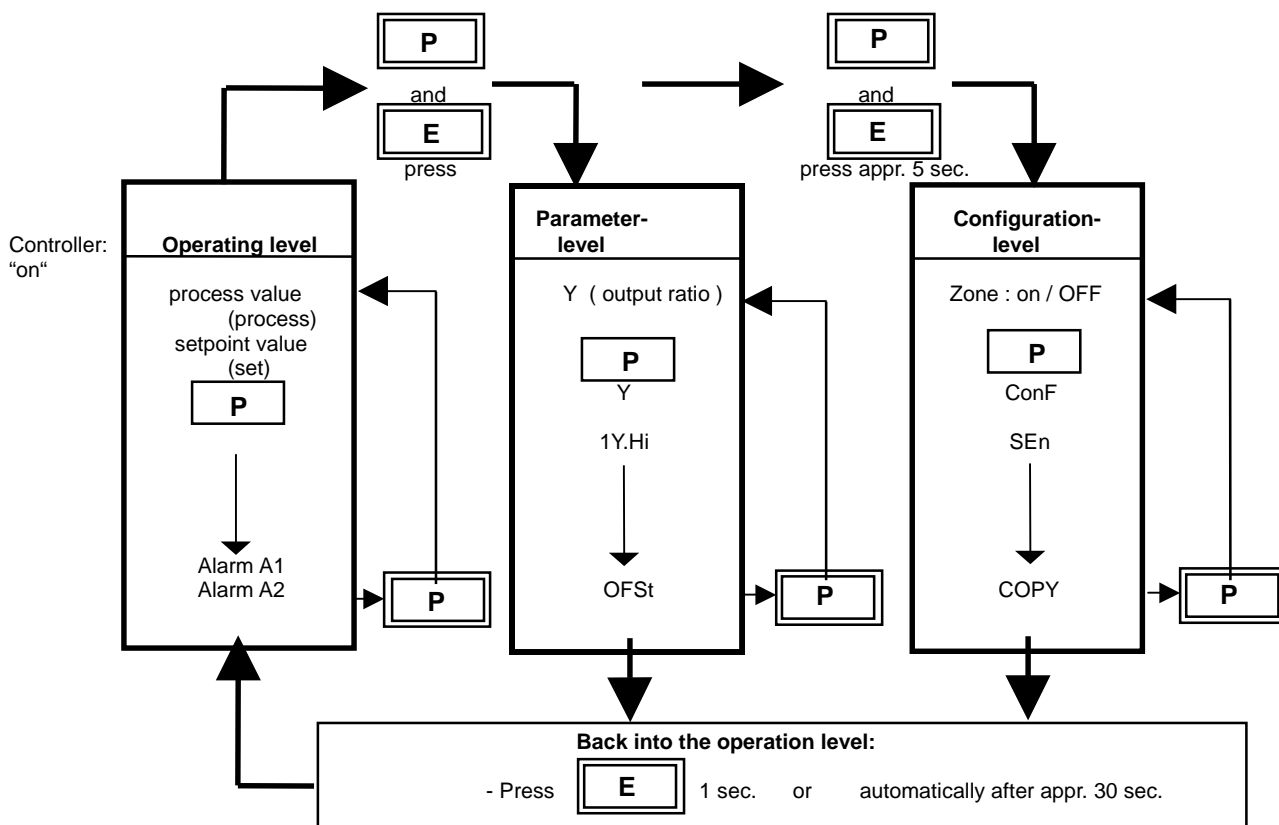 P
and
E
press
P
and
E
press appr. 5 sec.
Controller:
“on“
Operating level
process value
(process)
setpoint value
(set)
P
Alarm A1
Alarm A2
P
Parameter-
level
Y ( output ratio )
P
Y
1Y.Hi
OFSt
P
Configuration-
level
Zone : on / OFF
P
ConF
SEn
COPY
P
Back into the operation level:
- Press E 1 sec. or automatically after appr. 30 sec.